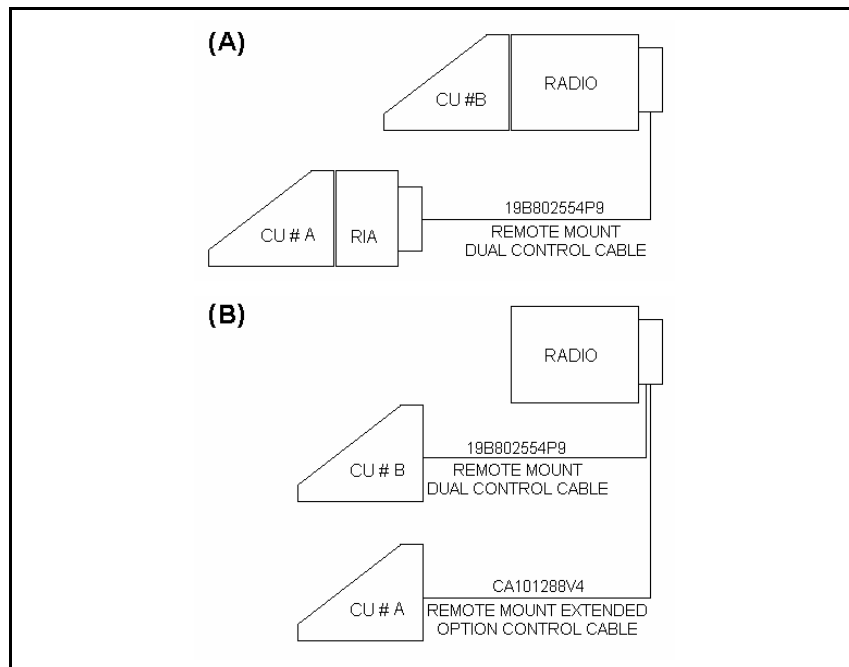 (A)
CU #B
RADIO
CU # A
RIA
19B802554P9
REMOTE MOUNT
DUAL CONTROL CABLE
(B)
RADIO
CU # B
19B802554P9
REMOTE MOUNT
DUAL CONTROL CABLE
CU # A
CA101288V4
REMOTE MOUNT EXTENDED
OPTION CONTROL CABLE